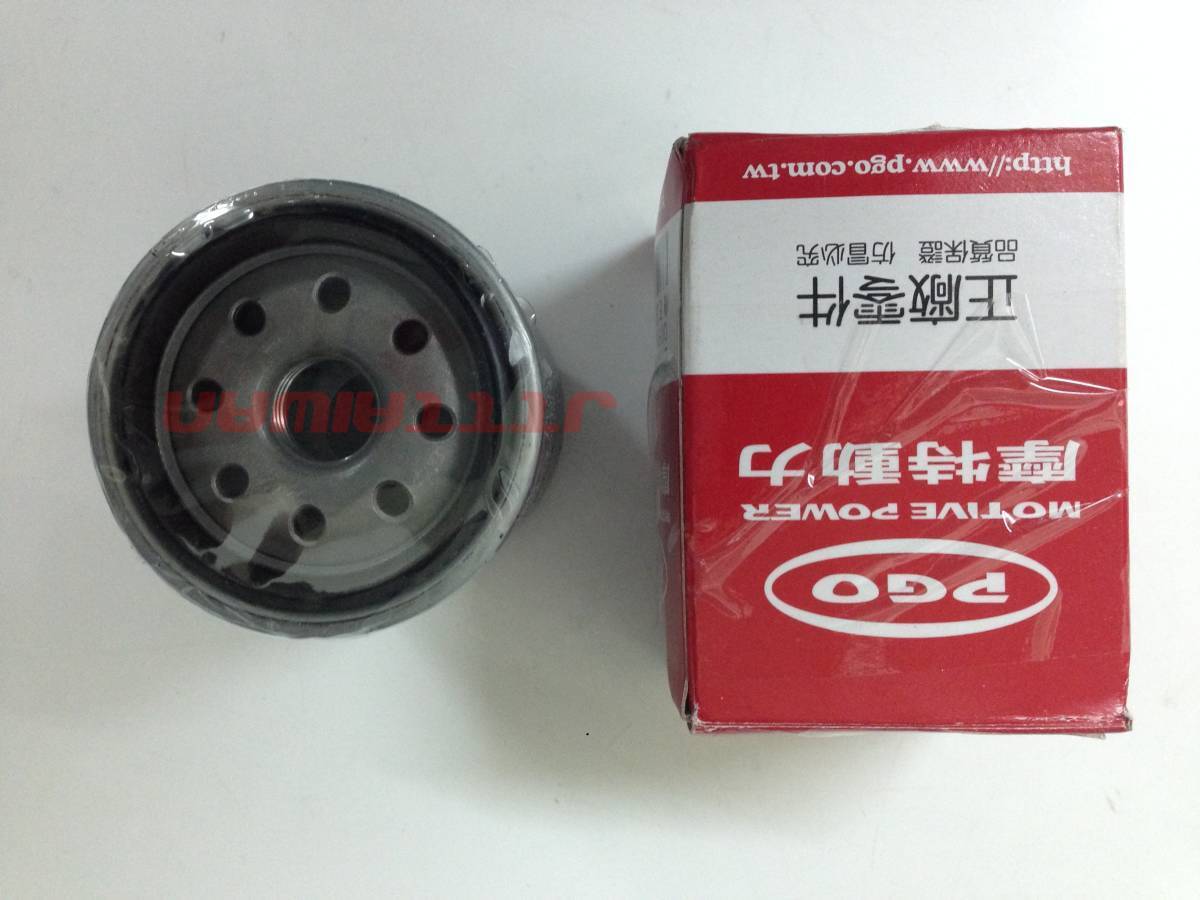 PGO
MOTIVE POWER
摩特動力
正廠零件
品質保證 仿冒必究
http://www.pgo.com.tw